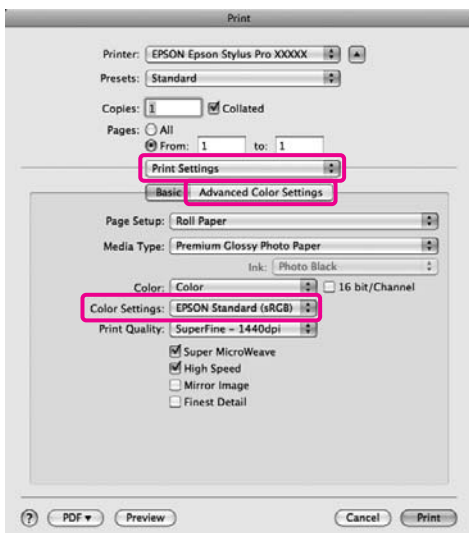 Print
Printer: EPSON Epson Stylus Pro XXXXX
Presets: Standard
Copies: 1 Collated
Pages: All
From: 1 to: 1
Print Settings
Basic Advanced Color Settings
Page Setup: Roll Paper
Media Type: Premium Glossy Photo Paper
Ink: Photo Black
Color: Color 16 bit/Channel
Color Settings: EPSON Standard (sRGB)
Print Quality: SuperFine – 1440dpi
Super MicroWeave
High Speed
Mirror Image
Finest Detail
? PDF Preview Cancel Print